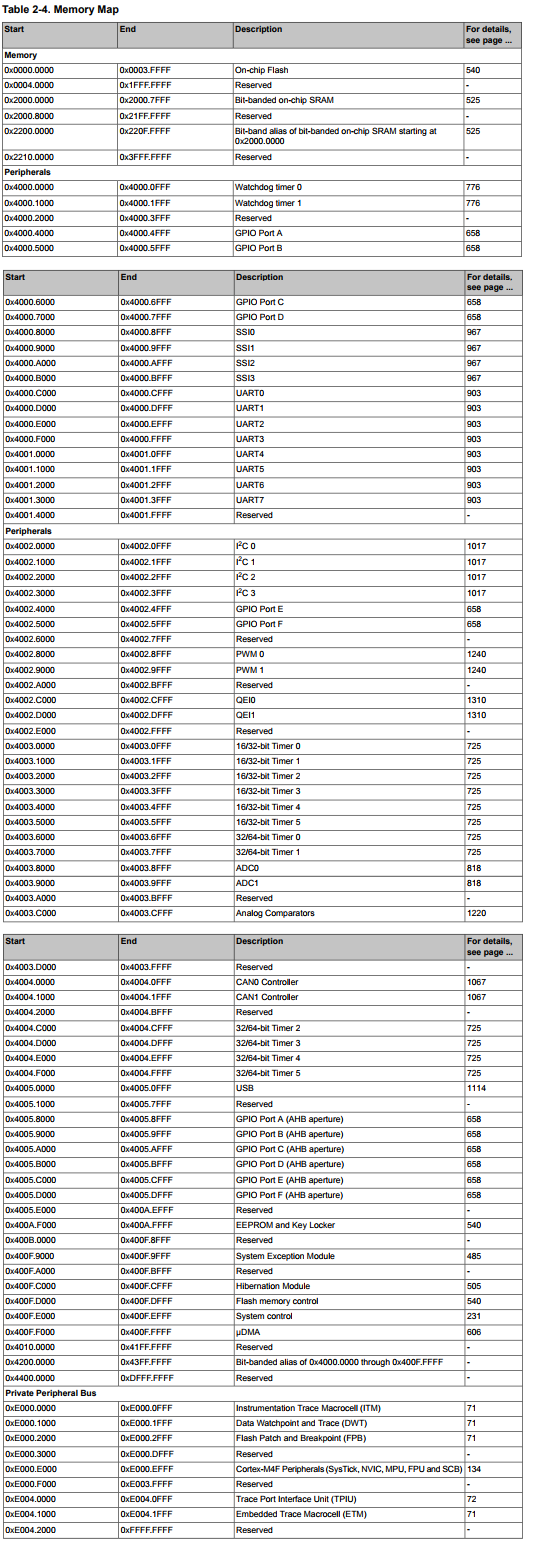 Table 2-4. Memory Map
Start End Description For details, see page ...
Memory
0x0000.0000 0x0003.FFFF On-chip Flash 540
0x0004.0000 0x1FFF.FFFF Reserved -
0x2000.0000 0x2000.7FFF Bit-banded on-chip SRAM 525
0x2000.8000 0x21FF.FFFF Reserved -
0x2200.0000 0x220F.FFFF Bit-band alias of bit-banded on-chip SRAM starting at 525
0x2000.0000
0x2210.0000 0x3FFF.FFFF Reserved -
Peripherals
0x4000.0000 0x4000.0FFF Watchdog timer 0 776
0x4000.1000 0x4000.1FFF Watchdog timer 1 776
0x4000.2000 0x4000.3FFF Reserved -
0x4000.4000 0x4000.4FFF GPIO Port A 658
0x4000.5000 0x4000.5FFF GPIO Port B 658
Start End Description For details, see page ...
0x4000.6000 0x4000.6FFF GPIO Port C 658
0x4000.7000 0x4000.7FFF GPIO Port D 658
0x4000.8000 0x4000.8FFF SSI0 967
0x4000.9000 0x4000.9FFF SSI1 967
0x4000.A000 0x4000.AFFF SSI2 967
0x4000.B000 0x4000.BFFF SSI3 967
0x4000.C000 0x4000.CFFF UART0 903
0x4000.D000 0x4000.DFFF UART1 903
0x4000.E000 0x4000.EFFF UART2 903
0x4000.F000 0x4000.FFFF UART3 903
0x4001.0000 0x4001.0FFF UART4 903
0x4001.1000 0x4001.1FFF UART5 903
0x4001.2000 0x4001.2FFF UART6 903
0x4001.3000 0x4001.3FFF UART7 903
0x4001.4000 0x4001.FFFF Reserved -
Peripherals
0x4002.0000 0x4002.0FFF I²C 0 1017
0x4002.1000 0x4002.1FFF I²C 1 1017
0x4002.2000 0x4002.2FFF I²C 2 1017
0x4002.3000 0x4002.3FFF I²C 3 1017
0x4002.4000 0x4002.4FFF GPIO Port E 658
0x4002.5000 0x4002.5FFF GPIO Port F 658
0x4002.6000 0x4002.7FFF Reserved -
0x4002.8000 0x4002.8FFF PWM 0 1240
0x4002.9000 0x4002.9FFF PWM 1 1240
0x4002.A000 0x4002.BFFF Reserved -
0x4002.C000 0x4002.CFFF QEI0 1310
0x4002.D000 0x4002.DFFF QEI1 1310
0x4002.E000 0x4002.FFFF Reserved -
0x4003.0000 0x4003.0FFF 16/32-bit Timer 0 725
0x4003.1000 0x4003.1FFF 16/32-bit Timer 1 725
0x4003.2000 0x4003.2FFF 16/32-bit Timer 2 725
0x4003.3000 0x4003.3FFF 16/32-bit Timer 3 725
0x4003.4000 0x4003.4FFF 16/32-bit Timer 4 725
0x4003.5000 0x4003.5FFF 16/32-bit Timer 5 725
0x4003.6000 0x4003.6FFF 32/64-bit Timer 0 725
0x4003.7000 0x4003.7FFF 32/64-bit Timer 1 725
0x4003.8000 0x4003.8FFF ADC0 818
0x4003.9000 0x4003.9FFF ADC1 818
0x4003.A000 0x4003.BFFF Reserved -
0x4003.C000 0x4003.CFFF Analog Comparators 1220
Start End Description For details, see page ...
0x4003.D000 0x4003.FFFF Reserved -
0x4004.0000 0x4004.0FFF CAN0 Controller 1067
0x4004.1000 0x4004.1FFF CAN1 Controller 1067
0x4004.2000 0x4004.BFFF Reserved -
0x4004.C000 0x4004.CFFF 32/64-bit Timer 2 725
0x4004.D000 0x4004.DFFF 32/64-bit Timer 3 725
0x4004.E000 0x4004.EFFF 32/64-bit Timer 4 725
0x4004.F000 0x4004.FFFF 32/64-bit Timer 5 725
0x4005.0000 0x4005.0FFF USB 1114
0x4005.1000 0x4005.7FFF Reserved -
0x4005.8000 0x4005.8FFF GPIO Port A (AHB aperture) 658
0x4005.9000 0x4005.9FFF GPIO Port B (AHB aperture) 658
0x4005.A000 0x4005.AFFF GPIO Port C (AHB aperture) 658
0x4005.B000 0x4005.BFFF GPIO Port D (AHB aperture) 658
0x4005.C000 0x4005.CFFF GPIO Port E (AHB aperture) 658
0x4005.D000 0x4005.DFFF GPIO Port F (AHB aperture) 658
0x4005.E000 0x400A.EFFF Reserved -
0x400A.F000 0x400A.FFFF EEPROM and Key Locker 540
0x400B.0000 0x400F.8FFF Reserved -
0x400F.9000 0x400F.9FFF System Exception Module 485
0x400F.A000 0x400F.BFFF Reserved -
0x400F.C000 0x400F.CFFF Hibernation Module 505
0x400F.D000 0x400F.DFFF Flash memory control 540
0x400F.E000 0x400F.EFFF System control 231
0x400F.F000 0x400F.FFFF µDMA 606
0x4010.0000 0x41FF.FFFF Reserved -
0x4200.0000 0x43FF.FFFF Bit-banded alias of 0x4000.0000 through 0x400F.FFFF -
0x4400.0000 0xDFFF.FFFF Reserved -
Private Peripheral Bus
0xE000.0000 0xE000.0FFF Instrumentation Trace Macrocell (ITM) 71
0xE000.1000 0xE000.1FFF Data Watchpoint and Trace (DWT) 71
0xE000.2000 0xE000.2FFF Flash Patch and Breakpoint (FPB) 71
0xE000.3000 0xE000.DFFF Reserved -
0xE000.E000 0xE000.EFFF Cortex-M4F Peripherals (SysTick, NVIC, MPU, FPU and SCB) 134
0xE000.F000 0xE003.FFFF Reserved -
0xE004.0000 0xE004.0FFF Trace Port Interface Unit (TPIU) 72
0xE004.1000 0xE004.1FFF Embedded Trace Macrocell (ETM) 71
0xE004.2000 0xFFFF.FFFF Reserved -